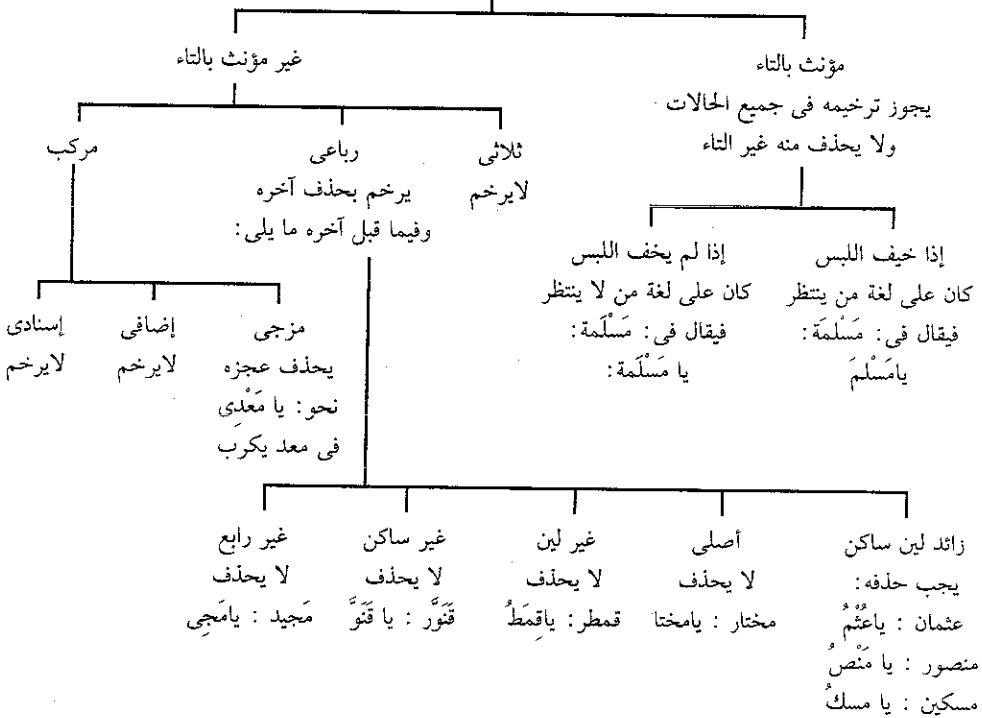 مؤنث بالتاء
يجوز ترخيمه فى جميع الحالات
ولا يحذف منه غير التاء
إذا خيف اللبس
كان على لغة من ينتظر
فيقال فى: مَسْلمَة:
يامَسْلمَ
إذا لم يخف اللبس
كان على لغة من لا ينتظر
فيقال فى: مَسْلَمة:
يا مَسْلَمة:
غير مؤنث بالتاء
ثلاثى
لايرخم
رباعى
يرخم بحذف آخره
وفيما قبل آخره ما يلى:
مركب
مزجى
يحذف عجزه
نحو: يا مَعْدِى
فى معد يكرب
إضافى
لايرخم
إسنادى
لايرخم
زائد لين ساكن
يجب حذفه:
عثمان : ياعُثْمُ
منصور : يا مَنْصُ
مسكين : يا مسكُ
أصلى
لا يحذف
مختار : يامختا
غير لين
لا يحذف
قمطر: ياقِمَطُ
غير ساكن
لا يحذف
قَنَوَّر : يا قَنَوَّ
غير رابع
لا يحذف
مَجيد : يامَجِى